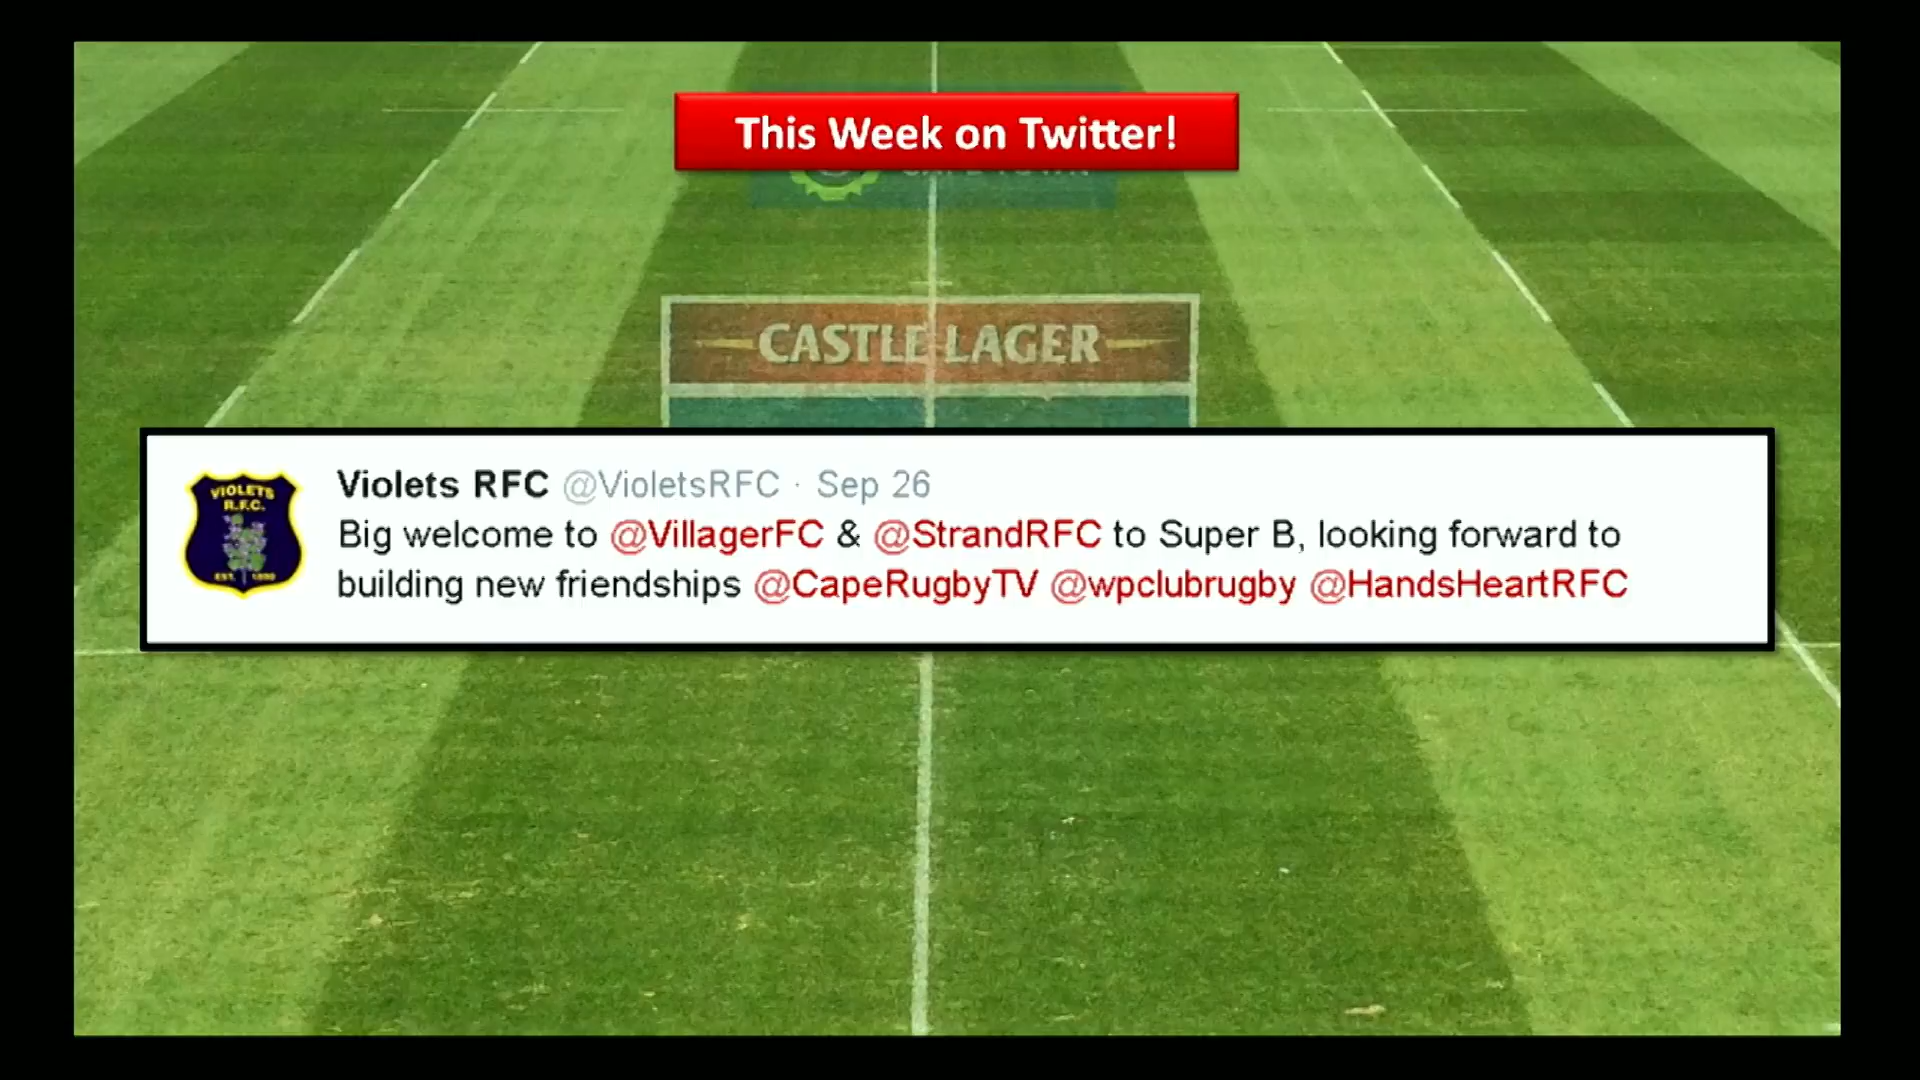 This Week on Twitter!
CASTLE LAGER
VIOLETS
R.F.C.
Violets RFC @VioletsRFC · Sep 26
Big welcome to @VillagerFC & @StrandRFC to Super B, looking forward to
building new friendships @CapeRugbyTV @wpclubrugby @HandsHeartRFC
EST.